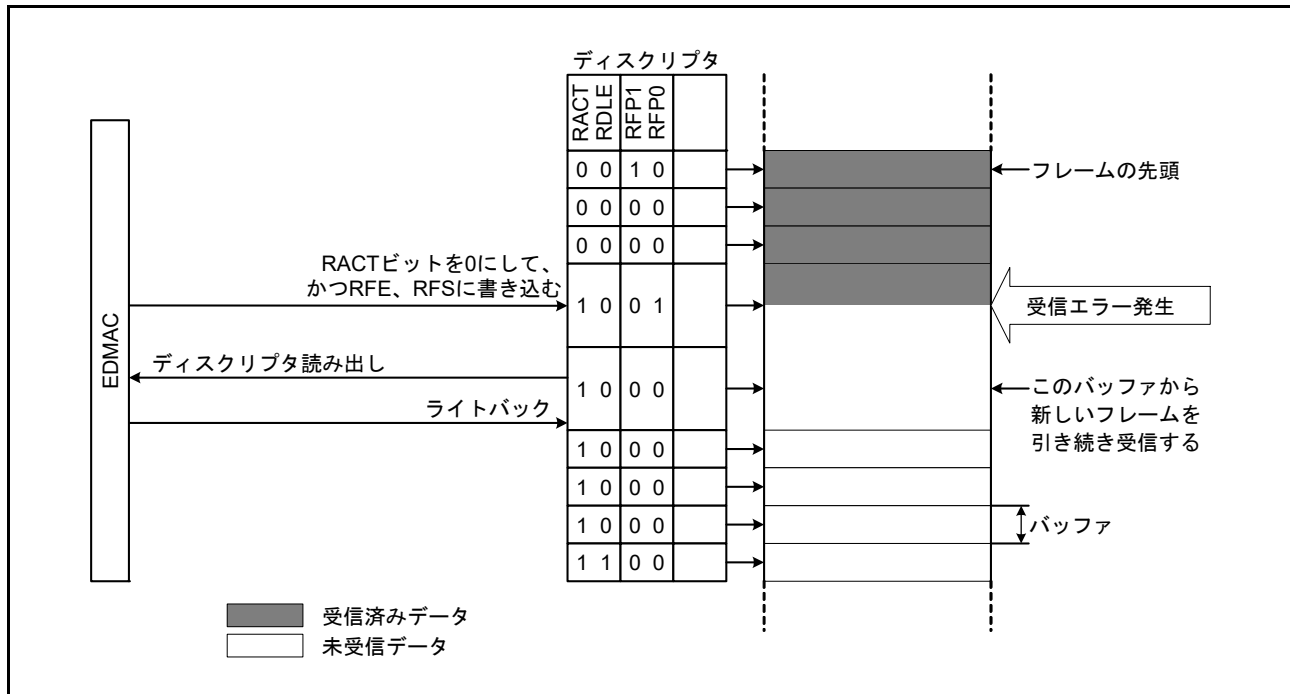 ディスクリプタ
RACT
RDLE
RFP1
RFP0
0 0 1 0
フレームの先頭
0 0 0 0
0 0 0 0
RACTビットを0にして、
かつRFE、RFSに書き込む
1 0 0 1
受信エラー発生
EDMAC
ディスクリプタ読み出し
1 0 0 0
ライトバック
このバッファから
新しいフレームを
引き続き受信する
1 0 0 0
1 0 0 0
1 0 0 0
バッファ
1 1 0 0
受信済みデータ
未受信データ